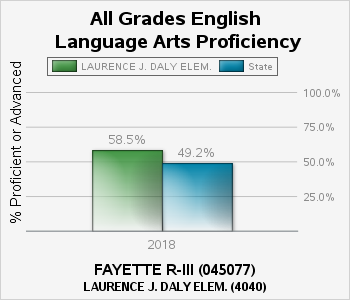 All Grades English
Language Arts Proficiency
LAURENCE J. DALY ELEM. State
% Proficient or Advanced
100.0%
75.0%
50.0%
25.0%
58.5%
49.2%
2018
FAYETTE R-III (045077)
LAURENCE J. DALY ELEM. (4040)